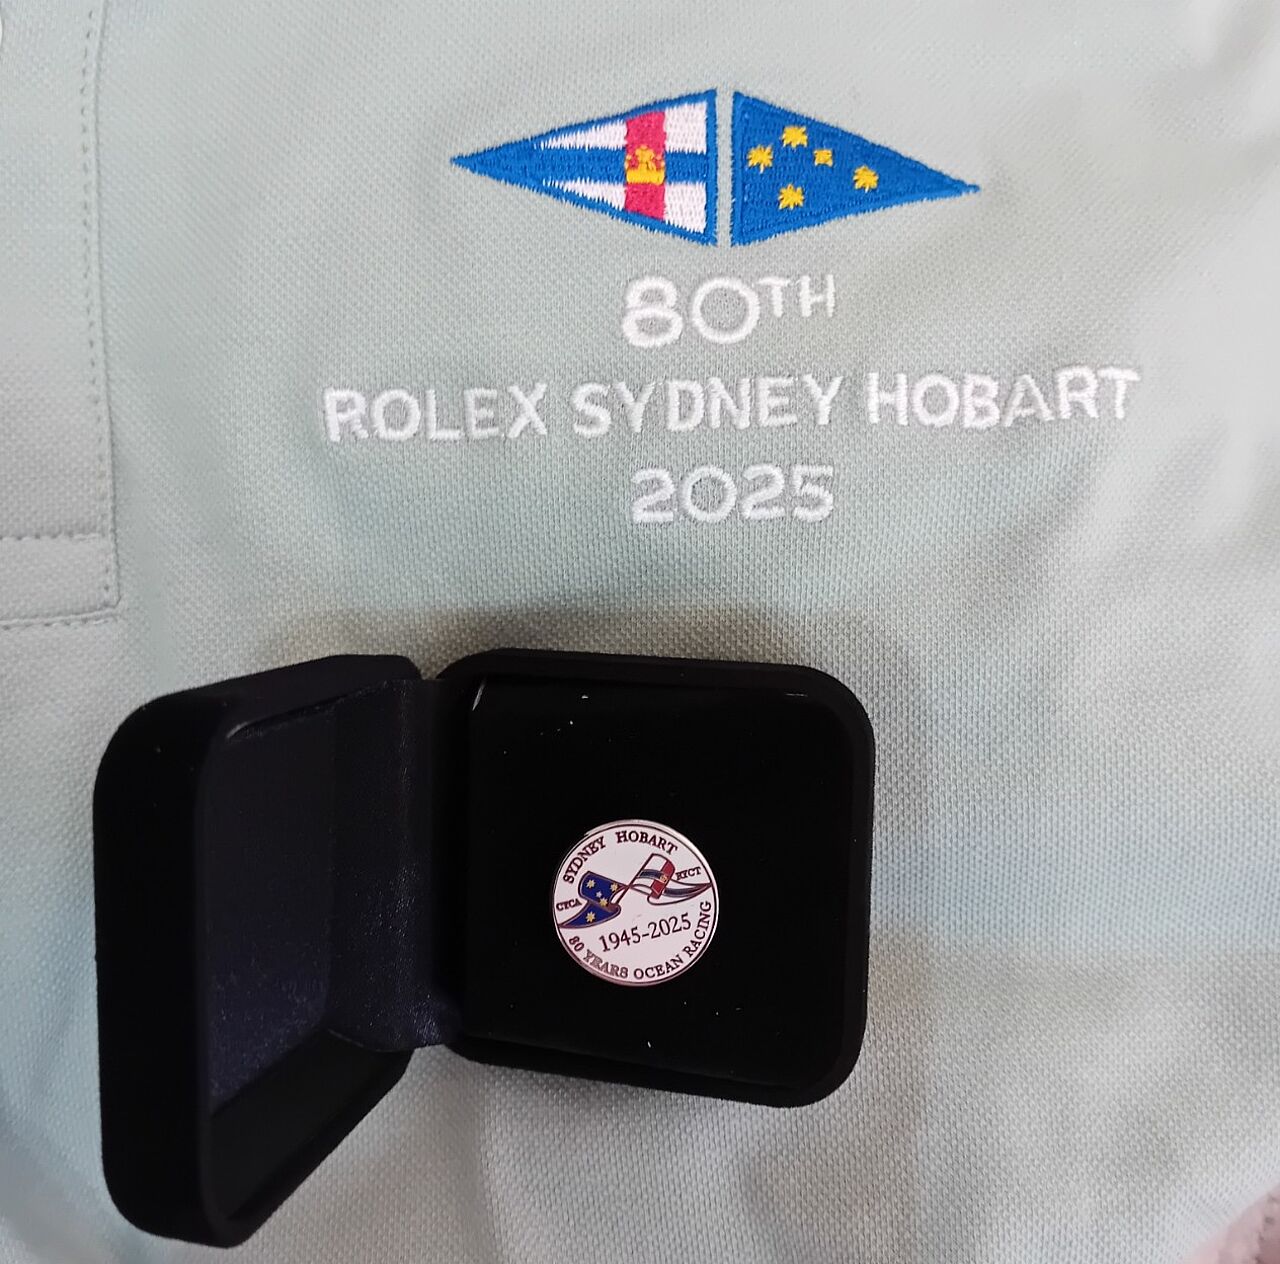 80TH
ROLEX SYDNEY HOBART
2025
SYDNEY HOBART
CYCA
RYCT
1945-2025
80 YEARS OCEAN RACING